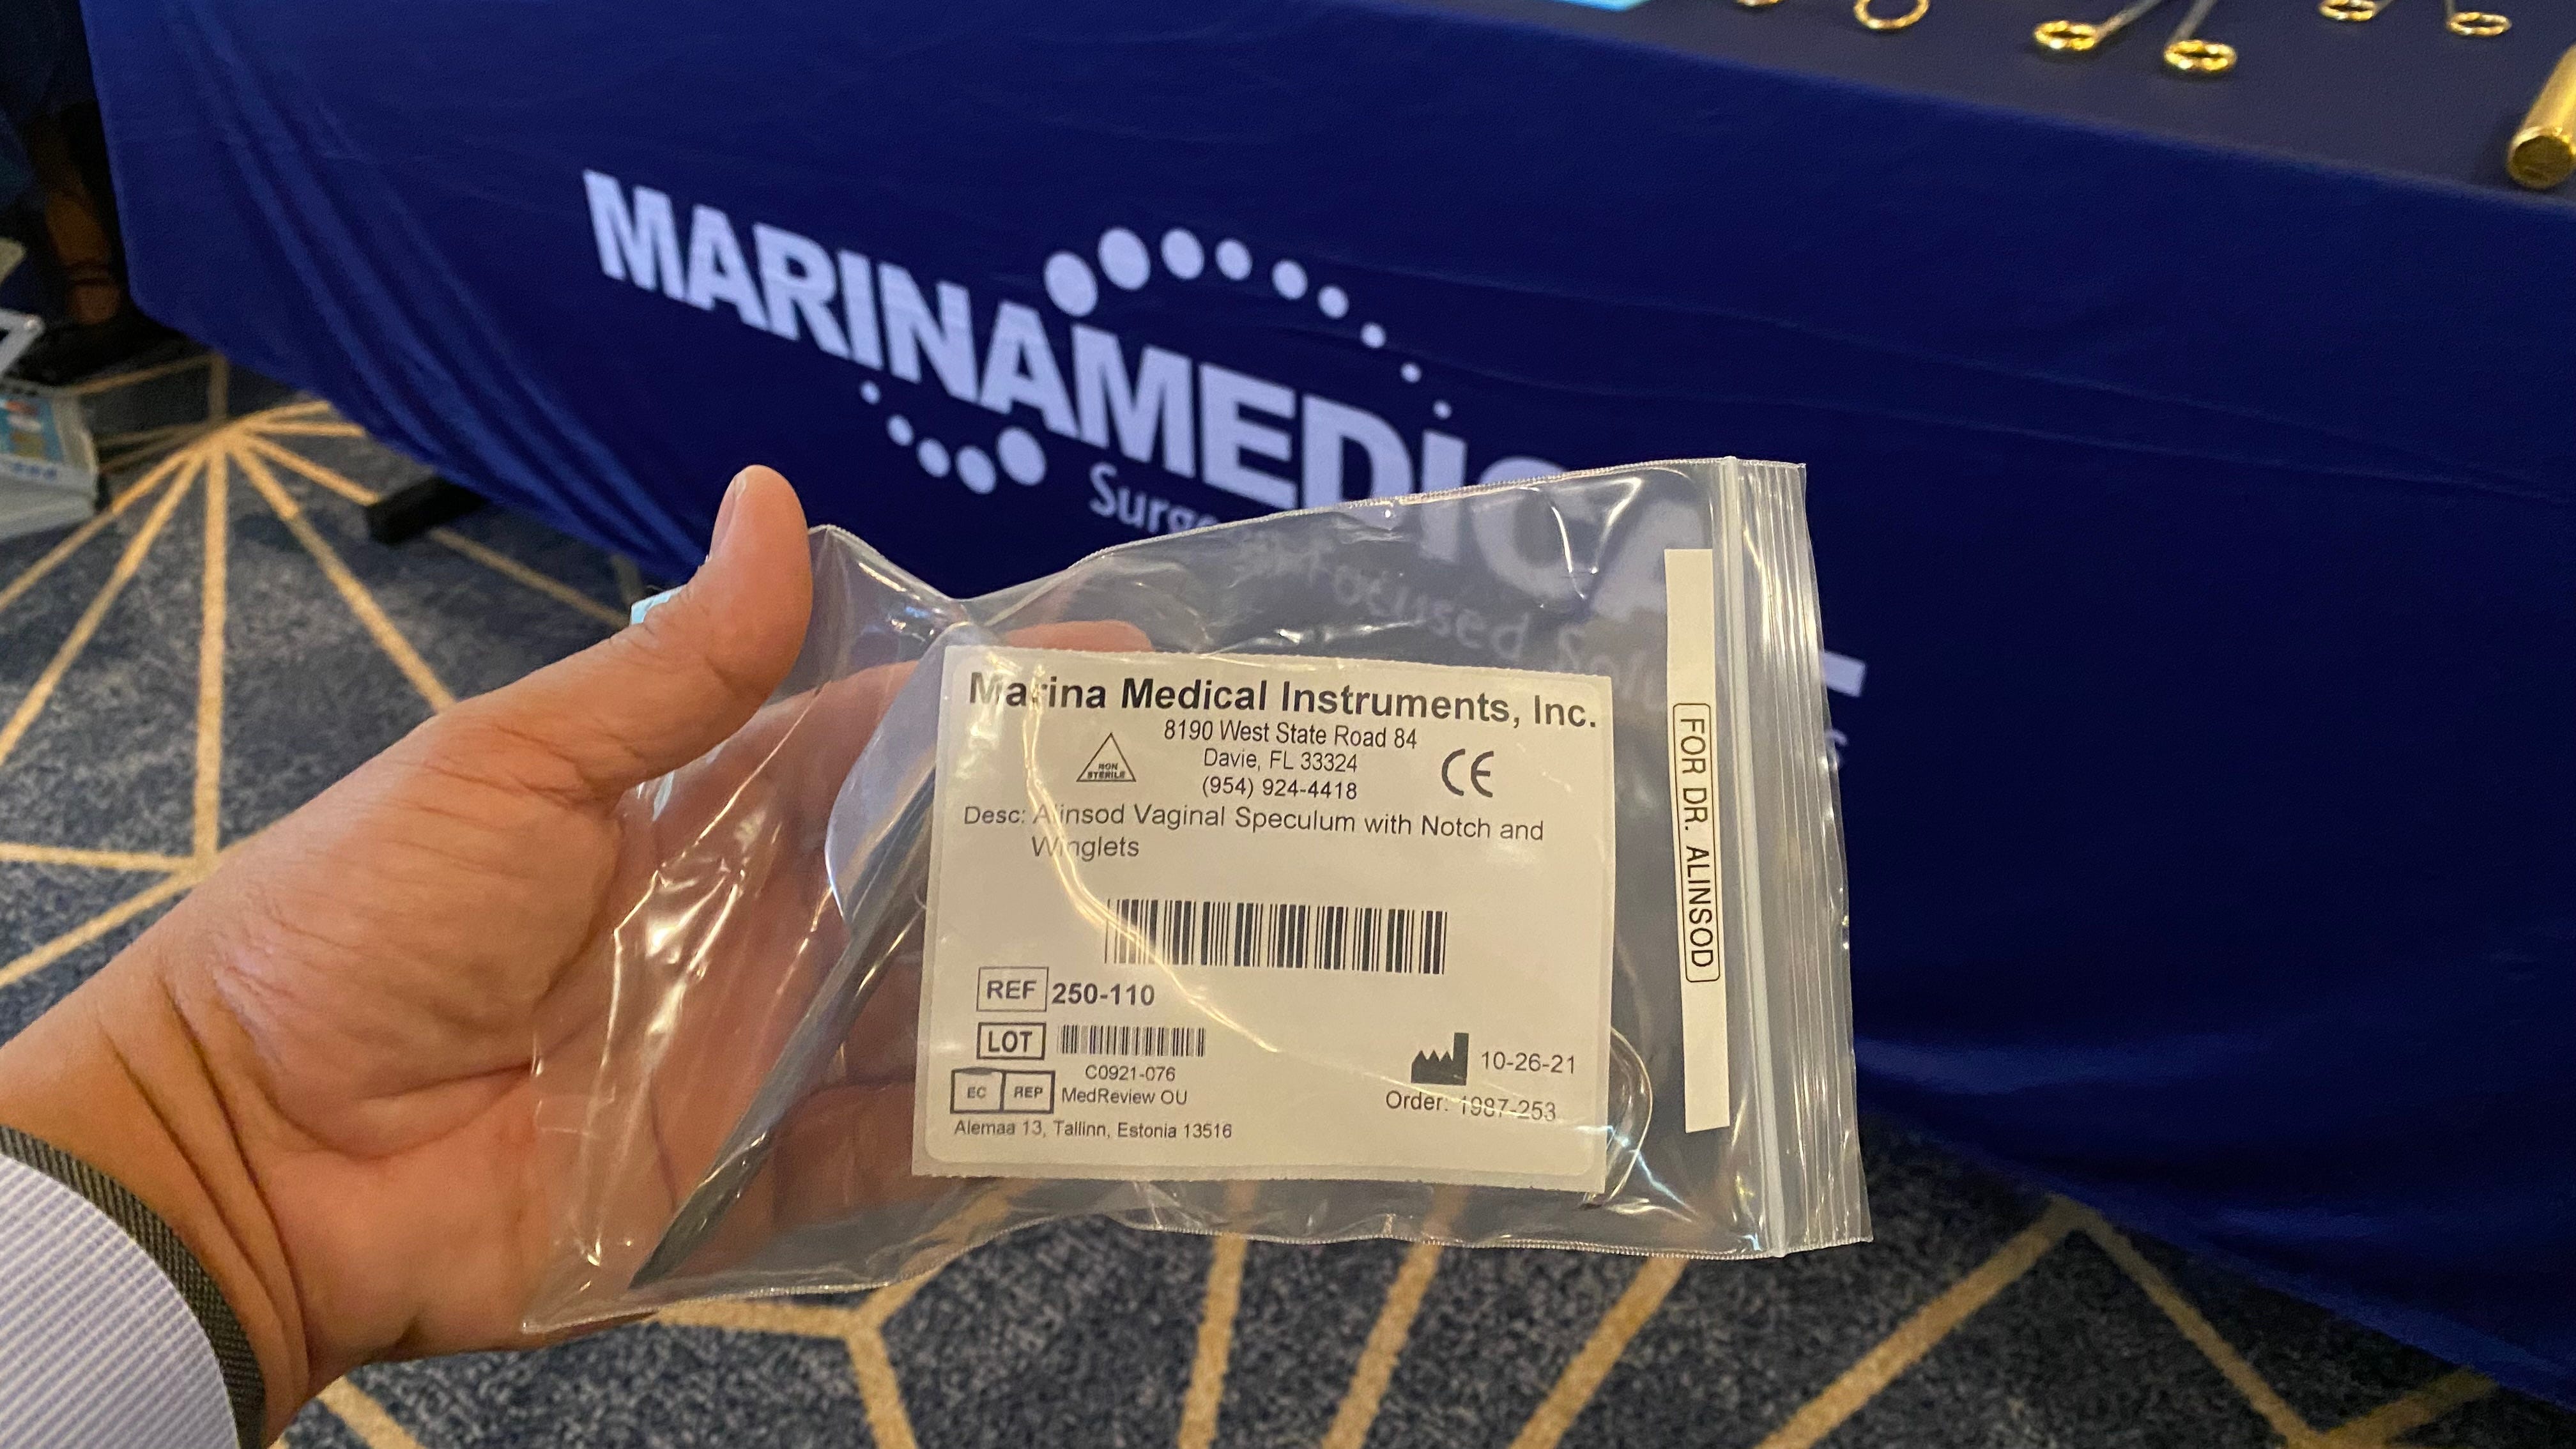 MARINAMEDICAL
Focused
Marina Medical Instruments, Inc.
8190 West State Road 84
Davie, FL 33324
(954) 924-4418
NON
STERILE
CE
Desc: Alinsod Vaginal Speculum with Notch and
Winglets
REF 250-110
LOT
C0921-076
EC REP MedReview OU
Alemaa 13, Tallinn, Estonia 13516
10-26-21
Order: 1987-253
FOR DR. ALINSOD